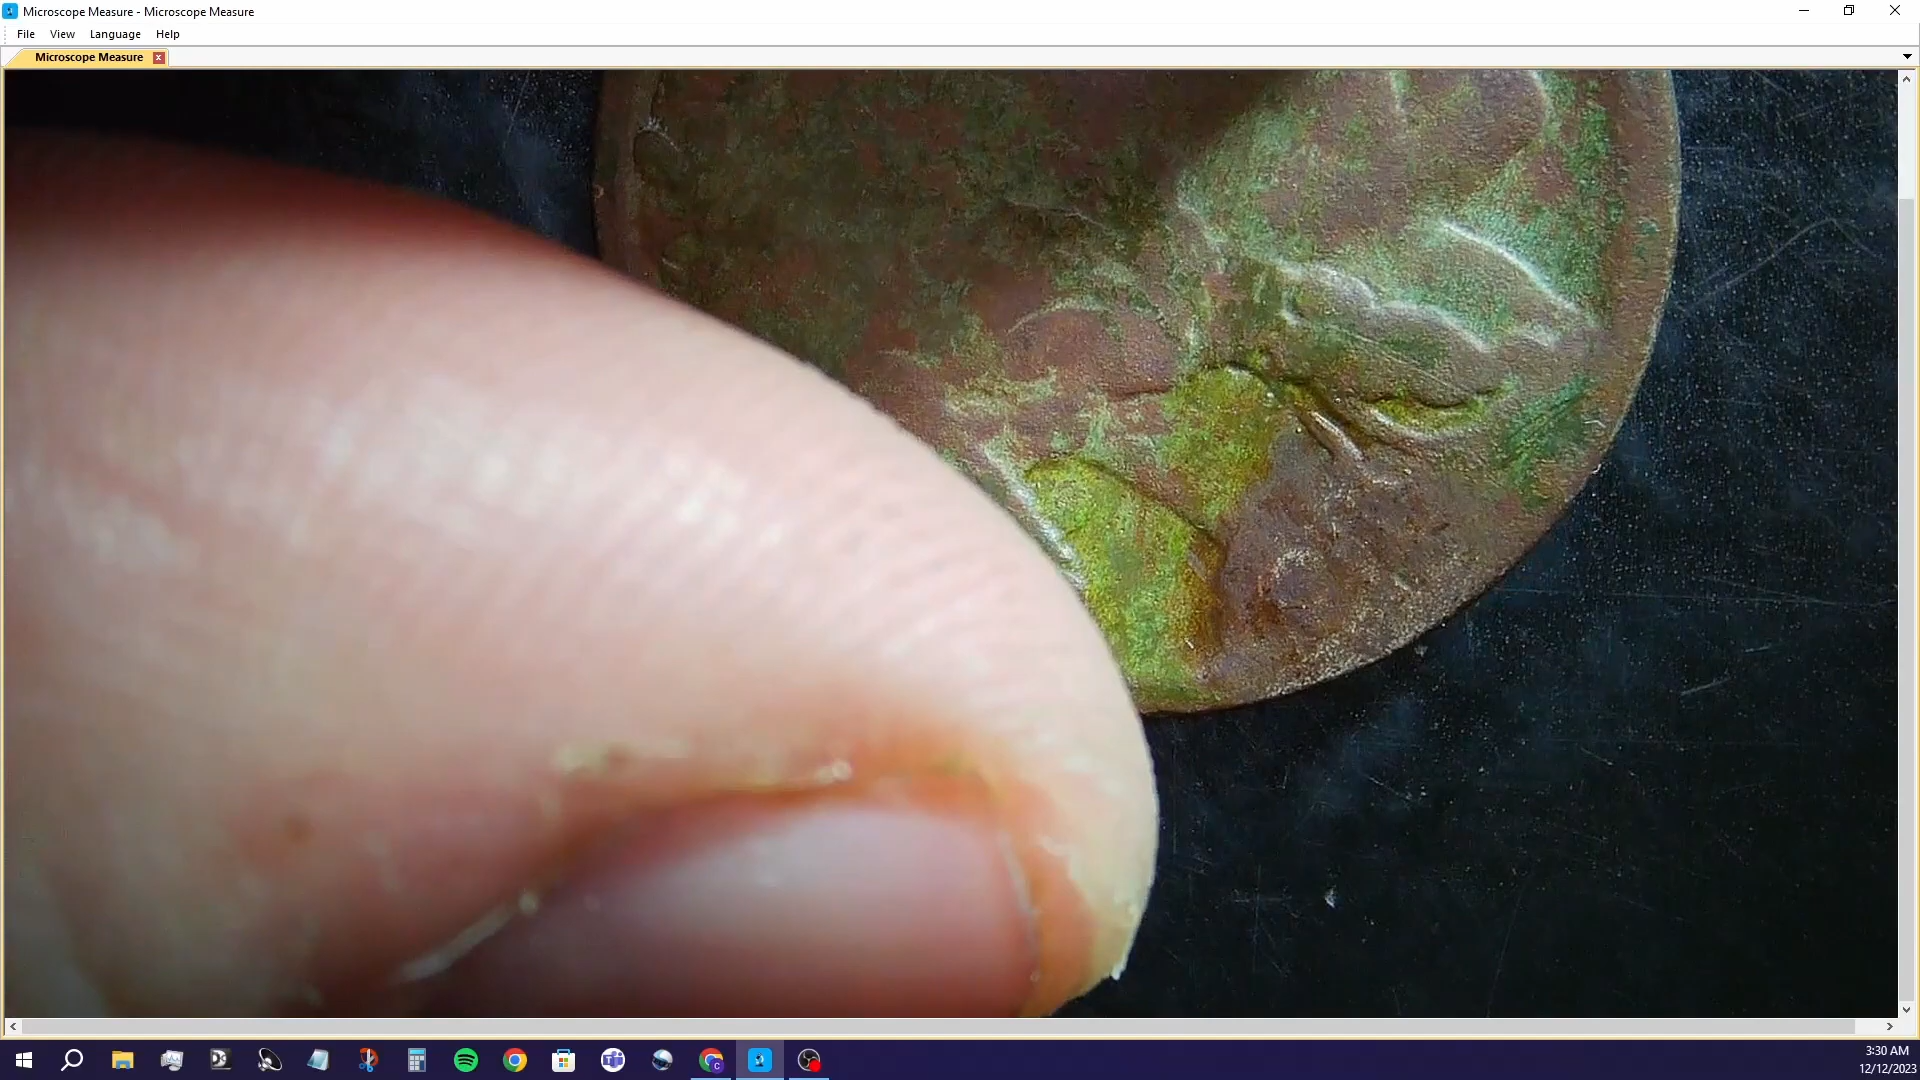 Microscope Measure - Microscope Measure
File View Language Help
Microscope Measure
3:30 AM
12/12/2023